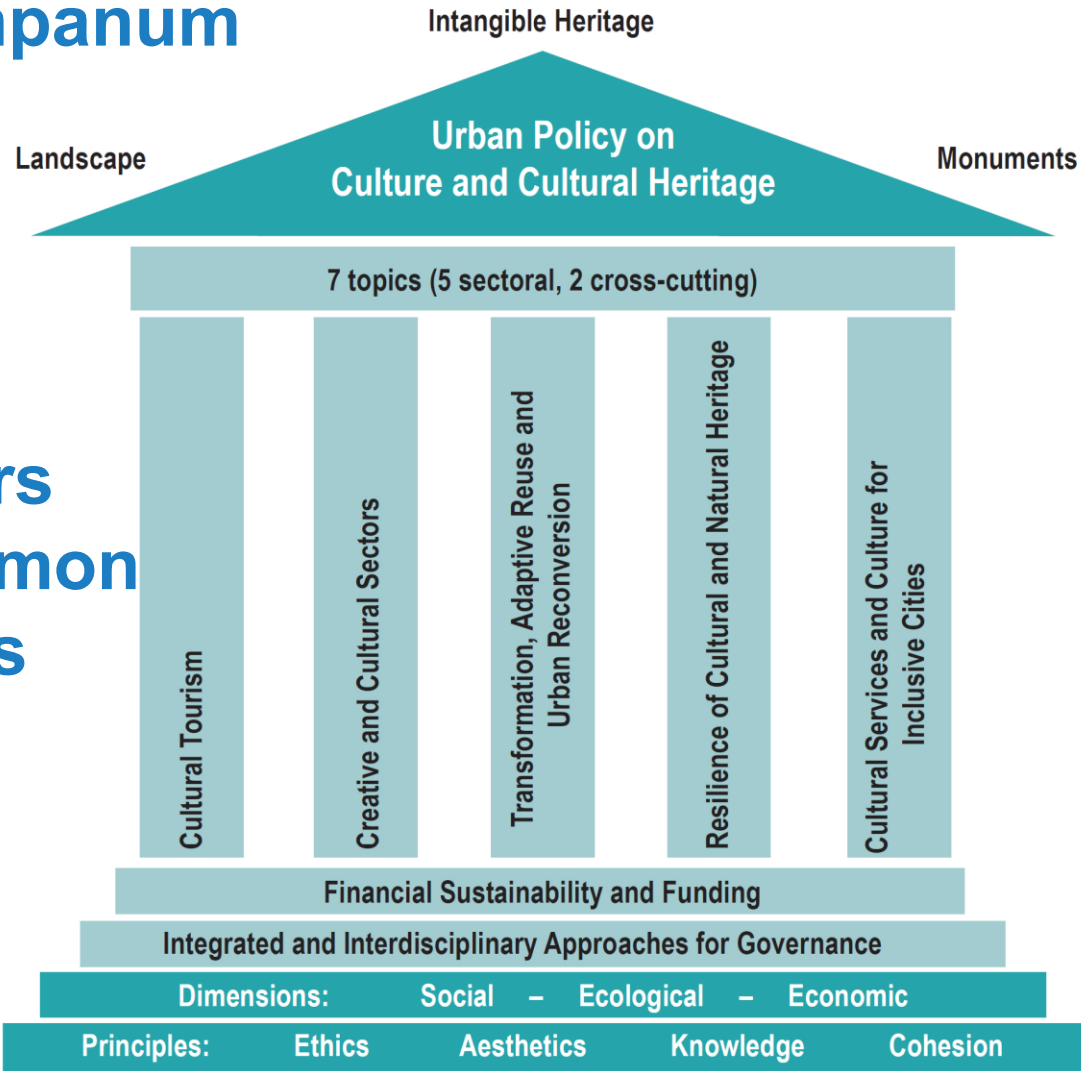 npanum
Intangible Heritage
Landscape
Monuments
Urban Policy on
Culture and Cultural Heritage
7 topics (5 sectoral, 2 cross-cutting)
rs
mon
s
Cultural Tourism
Creative and Cultural Sectors
Transformation, Adaptive Reuse and
Urban Reconversion
Resilience of Cultural and Natural Heritage
Cultural Services and Culture for
Inclusive Cities
Financial Sustainability and Funding
Integrated and Interdisciplinary Approaches for Governance
Dimensions: Social – Ecological – Economic
Principles: Ethics Aesthetics Knowledge Cohesion